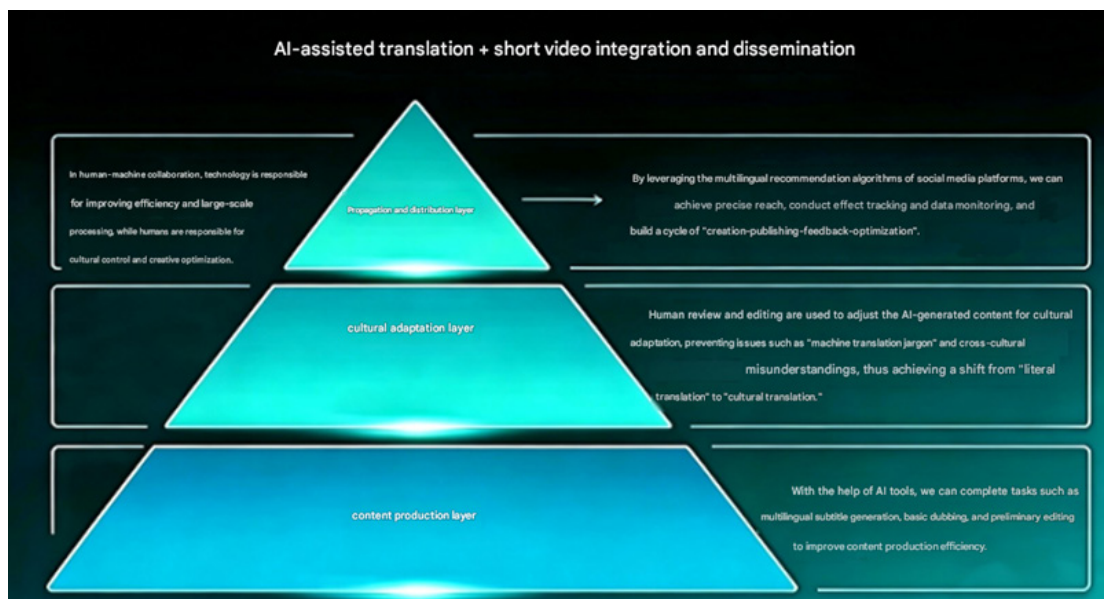 AI-assisted translation + short video integration and dissemination
In human-machine collaboration, technology is responsible
for improving efficiency and large-scale
processing, while humans are responsible for
cultural control and creative optimization.
Propagation and distribution layer
By leveraging the multilingual recommendation algorithms of social media platforms, we can
achieve precise reach, conduct effect tracking and data monitoring, and
build a cycle of "creation-publishing-feedback-optimization".
cultural adaptation layer
Human review and editing are used to adjust the AI-generated content for cultural
adaptation, preventing issues such as "machine translation jargon" and cross-cultural
misunderstandings, thus achieving a shift from "literal
translation" to "cultural translation."
content production layer
With the help of AI tools, we can complete tasks such as
multilingual subtitle generation, basic dubbing, and preliminary editing
to improve content production efficiency.